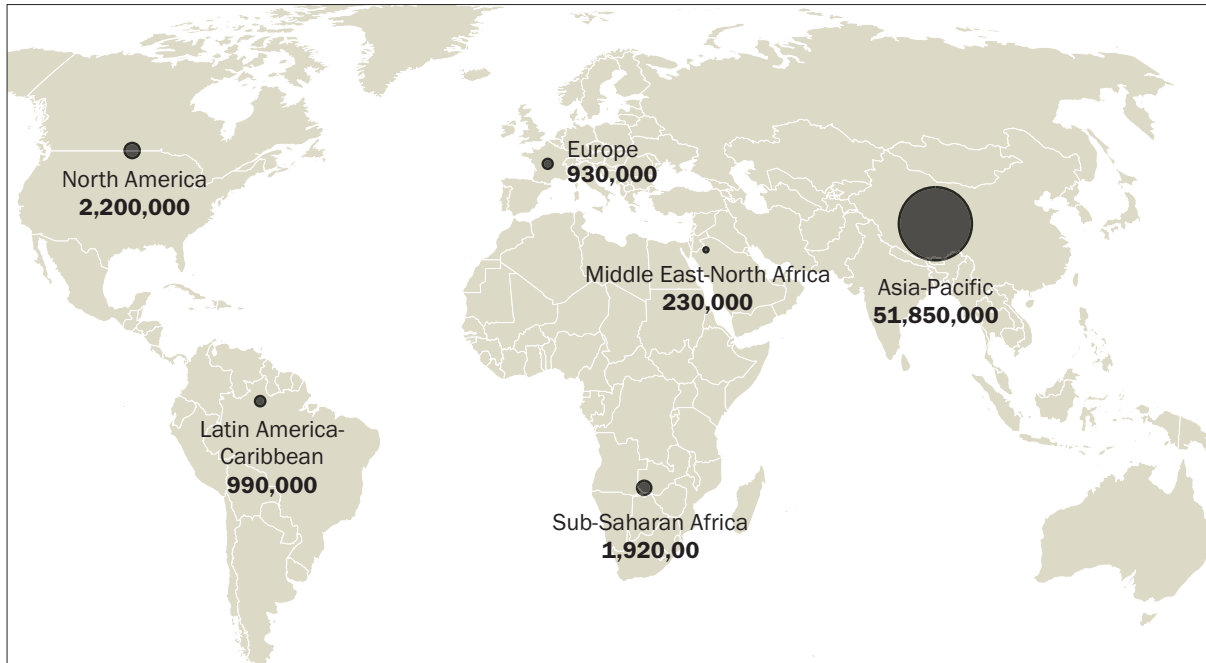 North America
2,200,000
Europe
930,000
Middle East-North Africa
230,000
Asia-Pacific
51,850,000
Latin America-
Caribbean
990,000
Sub-Saharan Africa
1,920,00